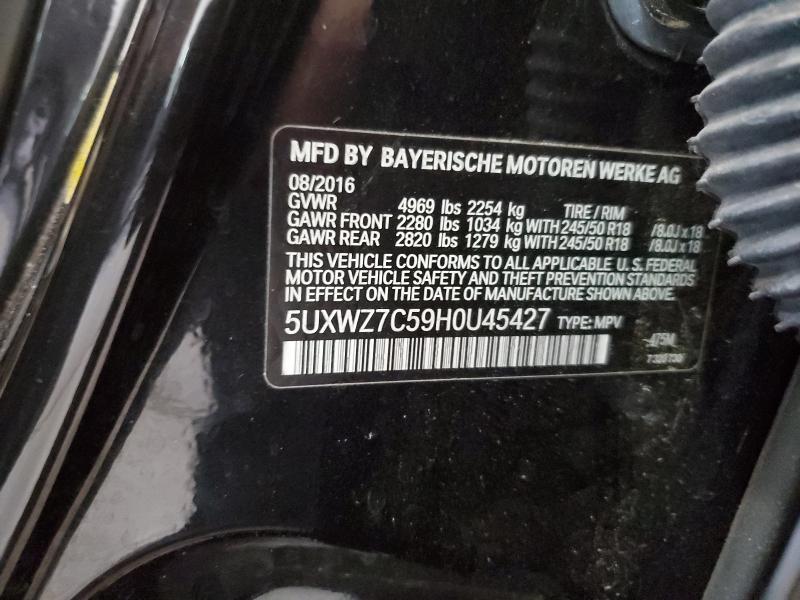 MFD BY BAYERISCHE MOTOREN WERKE AG
08/2016
GVWR 4969 lbs 2254 kg TIRE / RIM
GAWR FRONT 2280 lbs 1034 kg WITH 245/50 R18 /8.0J x 18
GAWR REAR 2820 lbs 1279 kg WITH 245/50 R18 /8.0J x 18
THIS VEHICLE CONFORMS TO ALL APPLICABLE U.S. FEDERAL
MOTOR VEHICLE SAFETY AND THEFT PREVENTION STANDARDS
IN EFFECT ON THE DATE OF MANUFACTURE SHOWN ABOVE.
5UXWZ7C59H0U45427 TYPE: MPV